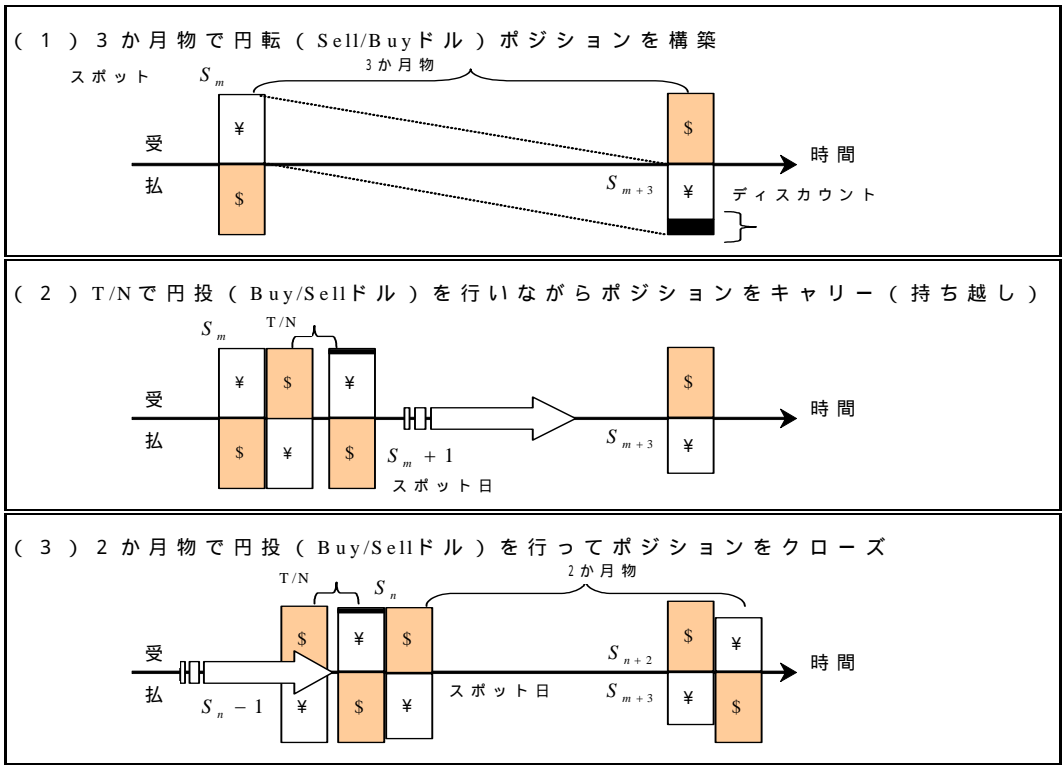 (1)3か月物で円転(Sell/Buyドル)ポジションを構築
3か月物
スポット S_m
¥ $
受
時間
払
$ S_{m+3} ¥ ディスカウント
(2)T/Nで円投(Buy/Sellドル)を行いながらポジションをキャリー(持ち越し)
S_m T/N
¥ $ ¥ $
受
時間
払
$ ¥ $ S_m + 1 S_{m+3} ¥
スポット日
(3)2か月物で円投(Buy/Sellドル)を行ってポジションをクローズ
2か月物
T/N S_n
$ ¥ $ $ ¥
受 S_{n+2}
時間
払 スポット日 S_{m+3}
S_n − 1 ¥ $ ¥ ¥ $